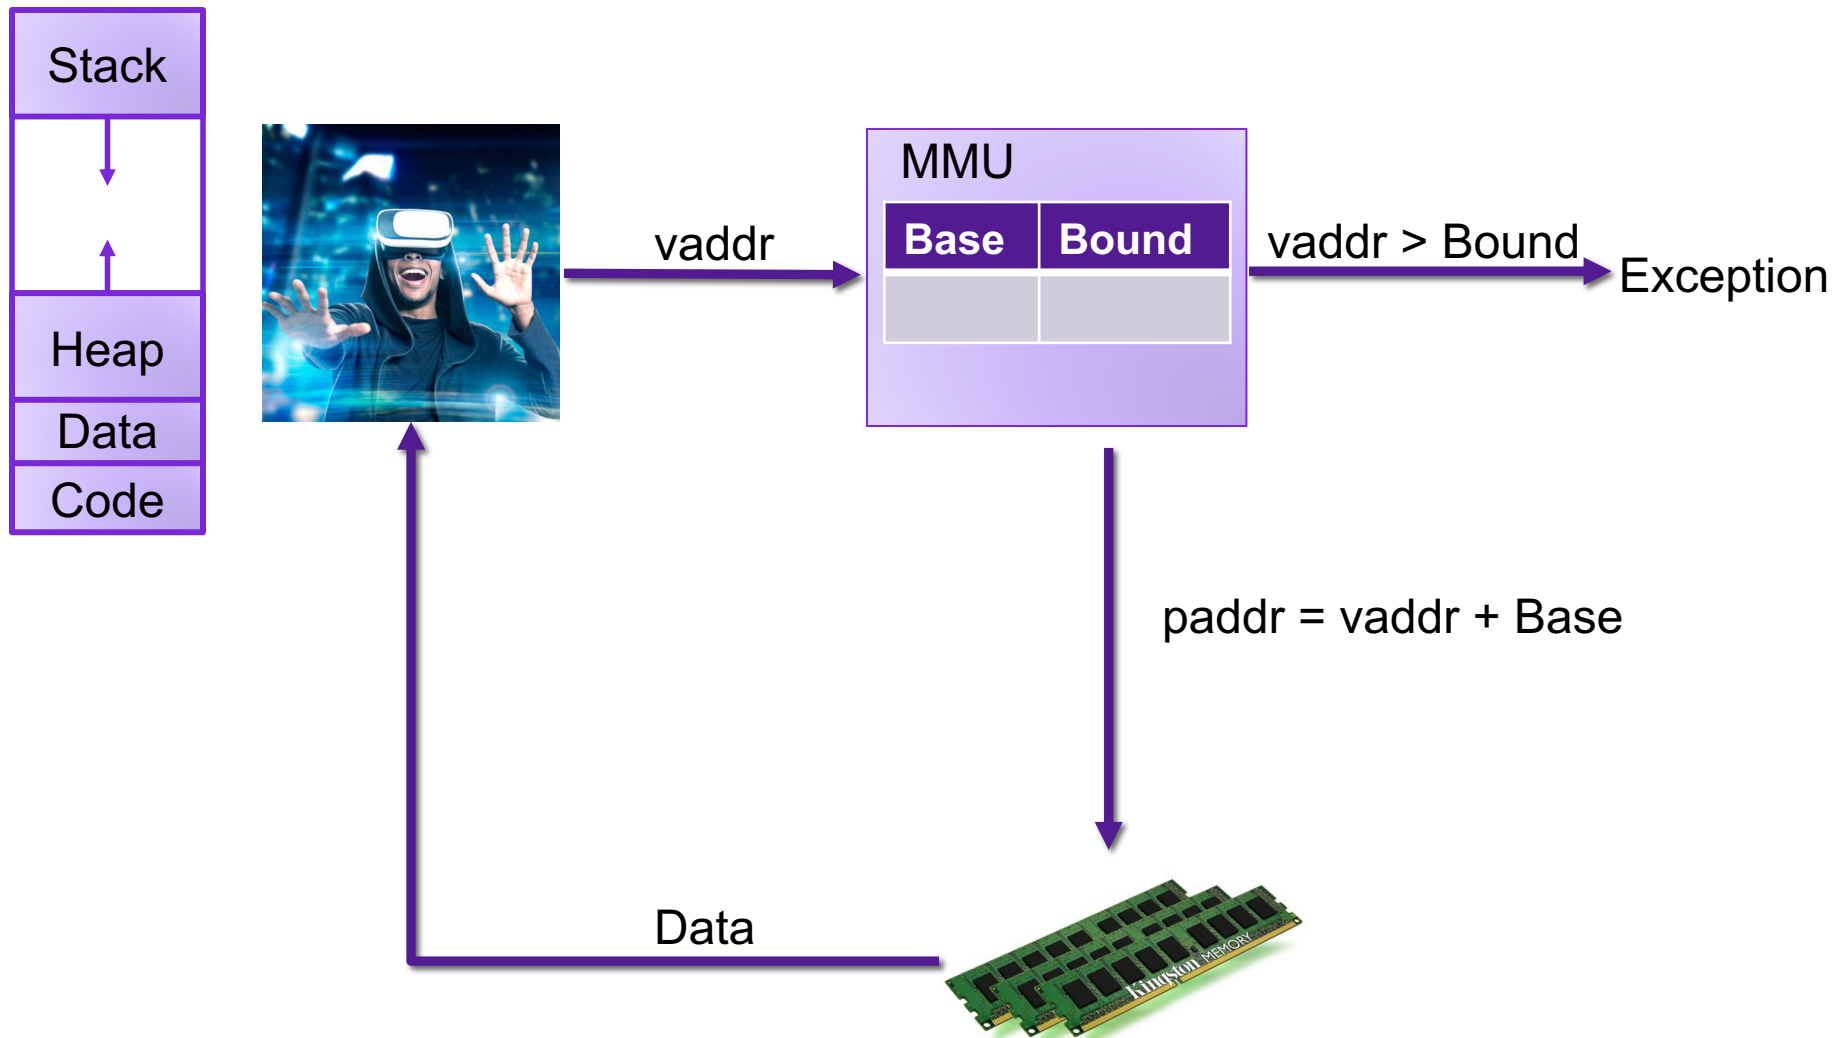 Stack
Heap
Data
Code
vaddr
MMU
Base Bound
vaddr > Bound
Exception
paddr = vaddr + Base
Data
Kingston MEMORY